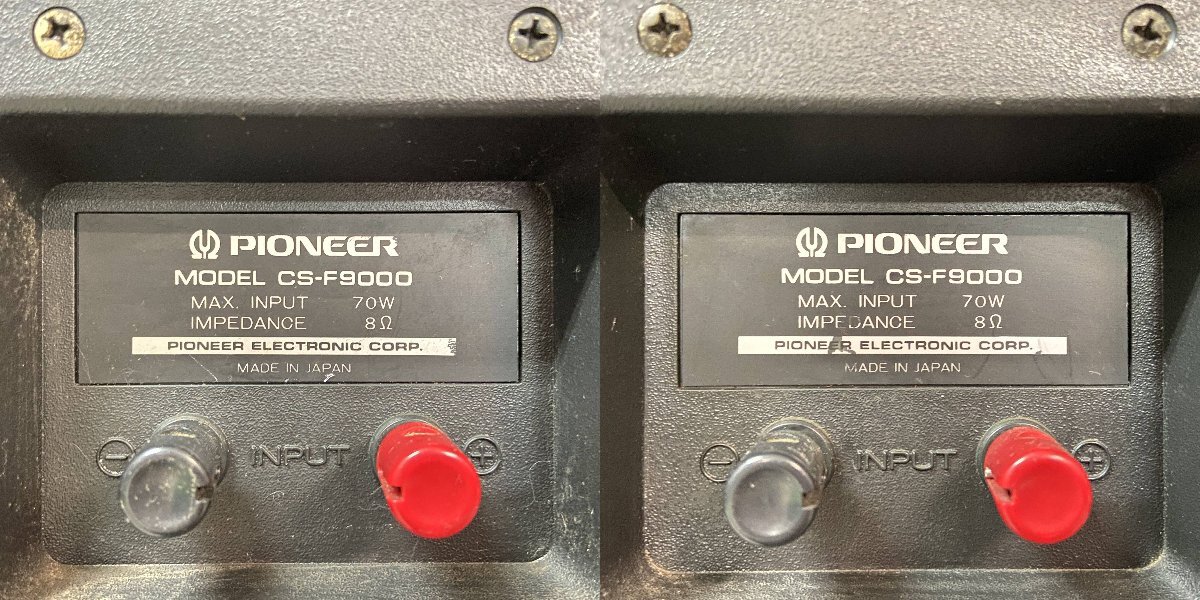 PIONEER
MODEL CS-F9000
MAX. INPUT 70W
IMPEDANCE 8Ω
PIONEER ELECTRONIC CORP.
MADE IN JAPAN
− INPUT +
PIONEER
MODEL CS-F9000
MAX. INPUT 70W
IMPEDANCE 8Ω
PIONEER ELECTRONIC CORP.
MADE IN JAPAN
− INPUT +